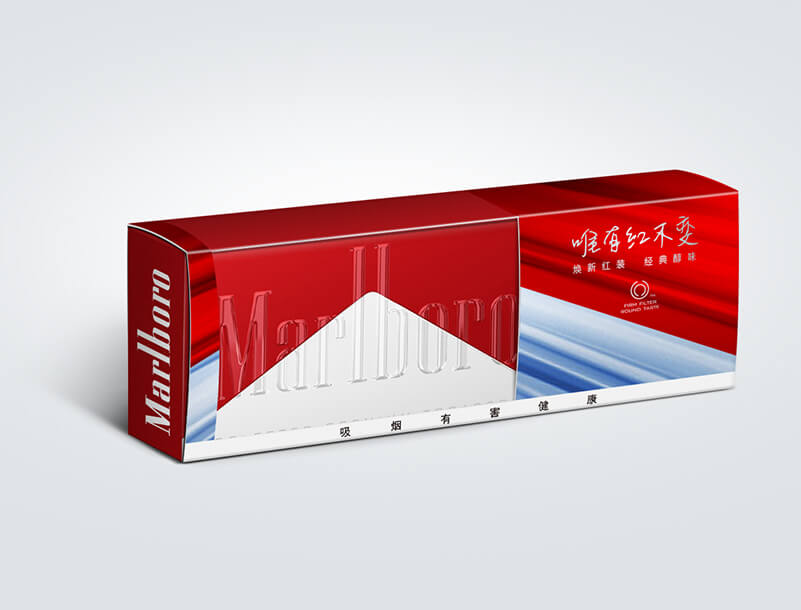 Marlboro
Marlboro
唯有红不变
焕新红装 经典醇味
FIRM FILTER
ROUND TASTE
吸烟有害健康